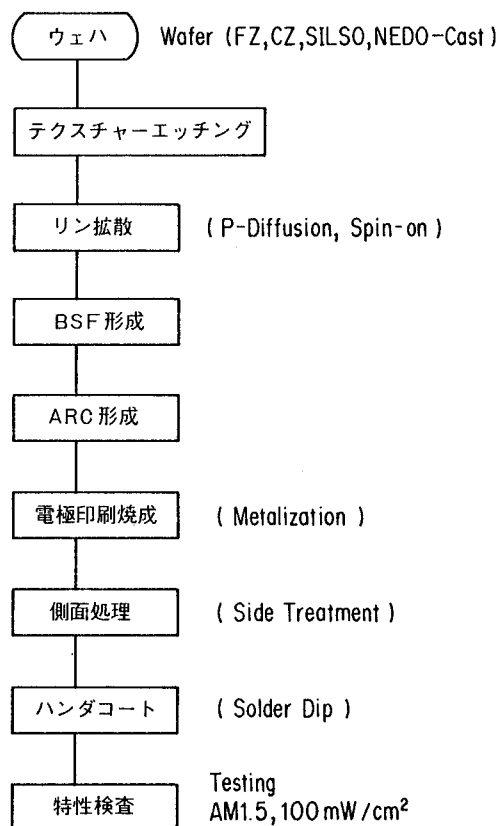 ウェハ Wafer (FZ,CZ,SILSO,NEDO-Cast)
テクスチャーエッチング
リン拡散 (P-Diffusion, Spin-on)
BSF形成
ARC形成
電極印刷焼成 (Metalization)
側面処理 (Side Treatment)
ハンダコート (Solder Dip)
特性検査 Testing
AM1.5,100mW/cm²